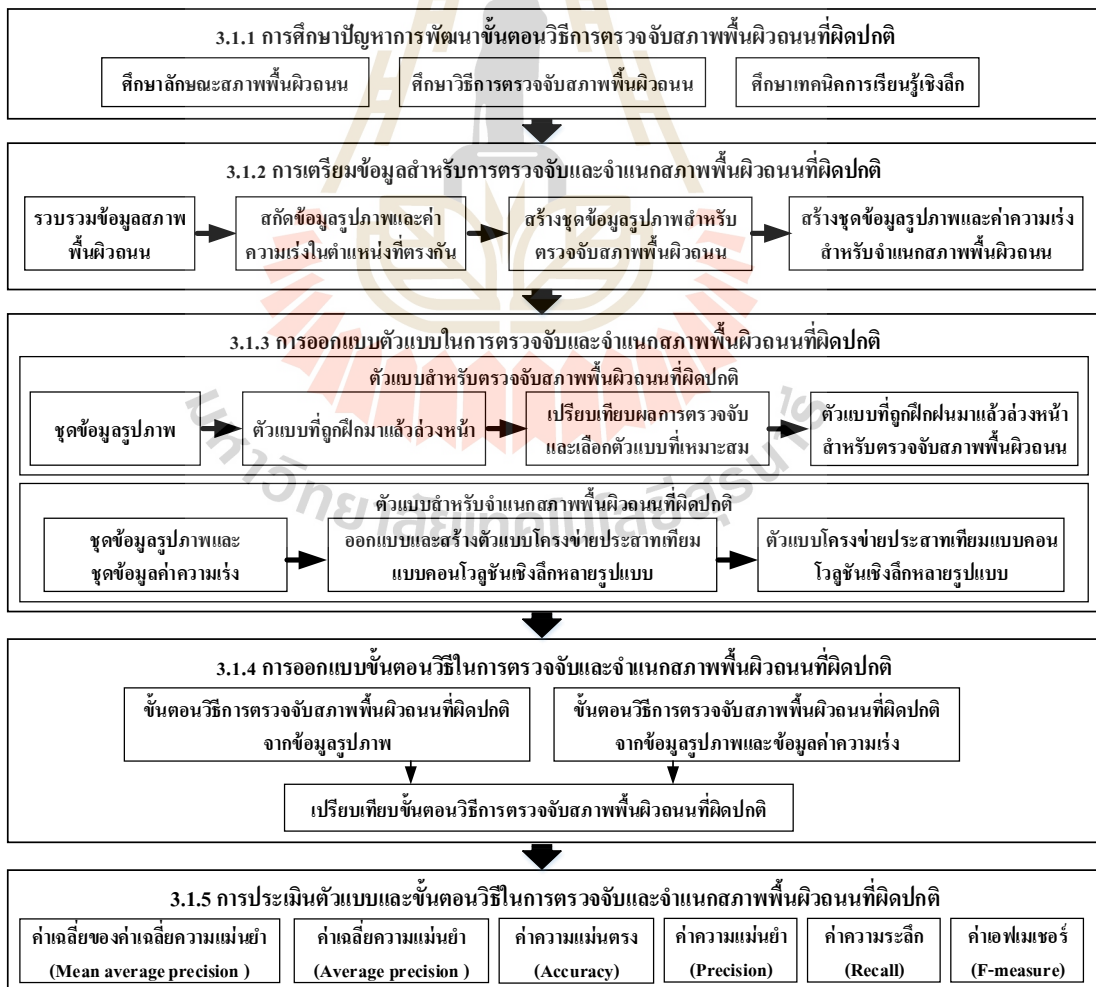 3.1.1 การศึกษาปัญหาการพัฒนาขั้นตอนวิธีการตรวจจับสภาพพื้นผิวถนนที่ผิดปกติ
ศึกษาลักษณะสภาพพื้นผิวถนน
ศึกษาวิธีการตรวจจับสภาพพื้นผิวถนน
ศึกษาเทคนิคการเรียนรู้เชิงลึก
3.1.2 การเตรียมข้อมูลสำหรับการตรวจจับและจำแนกสภาพพื้นผิวถนนที่ผิดปกติ
รวบรวมข้อมูลสภาพ
พื้นผิวถนน
สกัดข้อมูลรูปภาพและค่า
ความเร่งในตำแหน่งที่ตรงกัน
สร้างชุดข้อมูลรูปภาพสำหรับ
ตรวจจับสภาพพื้นผิวถนน
สร้างชุดข้อมูลรูปภาพและค่าความเร่ง
สำหรับจำแนกสภาพพื้นผิวถนน
3.1.3 การออกแบบตัวแบบในการตรวจจับและจำแนกสภาพพื้นผิวถนนที่ผิดปกติ
ตัวแบบสำหรับตรวจจับสภาพพื้นผิวถนนที่ผิดปกติ
ชุดข้อมูลรูปภาพ
ตัวแบบที่ถูกฝึกมาแล้วล่วงหน้า
เปรียบเทียบผลการตรวจจับ
และเลือกตัวแบบที่เหมาะสม
ตัวแบบที่ถูกฝึกฝนมาแล้วล่วงหน้า
สำหรับตรวจจับสภาพพื้นผิวถนน
มหาวิทยาลัยเทคโนโลยีสุรนารี
ตัวแบบสำหรับจำแนกสภาพพื้นผิวถนนที่ผิดปกติ
ชุดข้อมูลรูปภาพและ
ชุดข้อมูลค่าความเร่ง
ออกแบบและสร้างตัวแบบโครงข่ายประสาทเทียม
แบบคอนโวลูชันเชิงลึกหลายรูปแบบ
ตัวแบบโครงข่ายประสาทเทียมแบบคอน
โวลูชันเชิงลึกหลายรูปแบบ
3.1.4 การออกแบบขั้นตอนวิธีในการตรวจจับและจำแนกสภาพพื้นผิวถนนที่ผิดปกติ
ขั้นตอนวิธีการตรวจจับสภาพพื้นผิวถนนที่ผิดปกติ
จากข้อมูลรูปภาพ
ขั้นตอนวิธีการตรวจจับสภาพพื้นผิวถนนที่ผิดปกติ
จากข้อมูลรูปภาพและข้อมูลค่าความเร่ง
เปรียบเทียบขั้นตอนวิธีการตรวจจับสภาพพื้นผิวถนนที่ผิดปกติ
3.1.5 การประเมินตัวแบบและขั้นตอนวิธีในการตรวจจับและจำแนกสภาพพื้นผิวถนนที่ผิดปกติ
ค่าเฉลี่ยของค่าเฉลี่ยความแม่นยำ
(Mean average precision )
ค่าเฉลี่ยความแม่นยำ
(Average precision )
ค่าความแม่นตรง
(Accuracy)
ค่าความแม่นยำ
(Precision)
ค่าความระลึก
(Recall)
ค่าเอฟเมเชอร์
(F-measure)